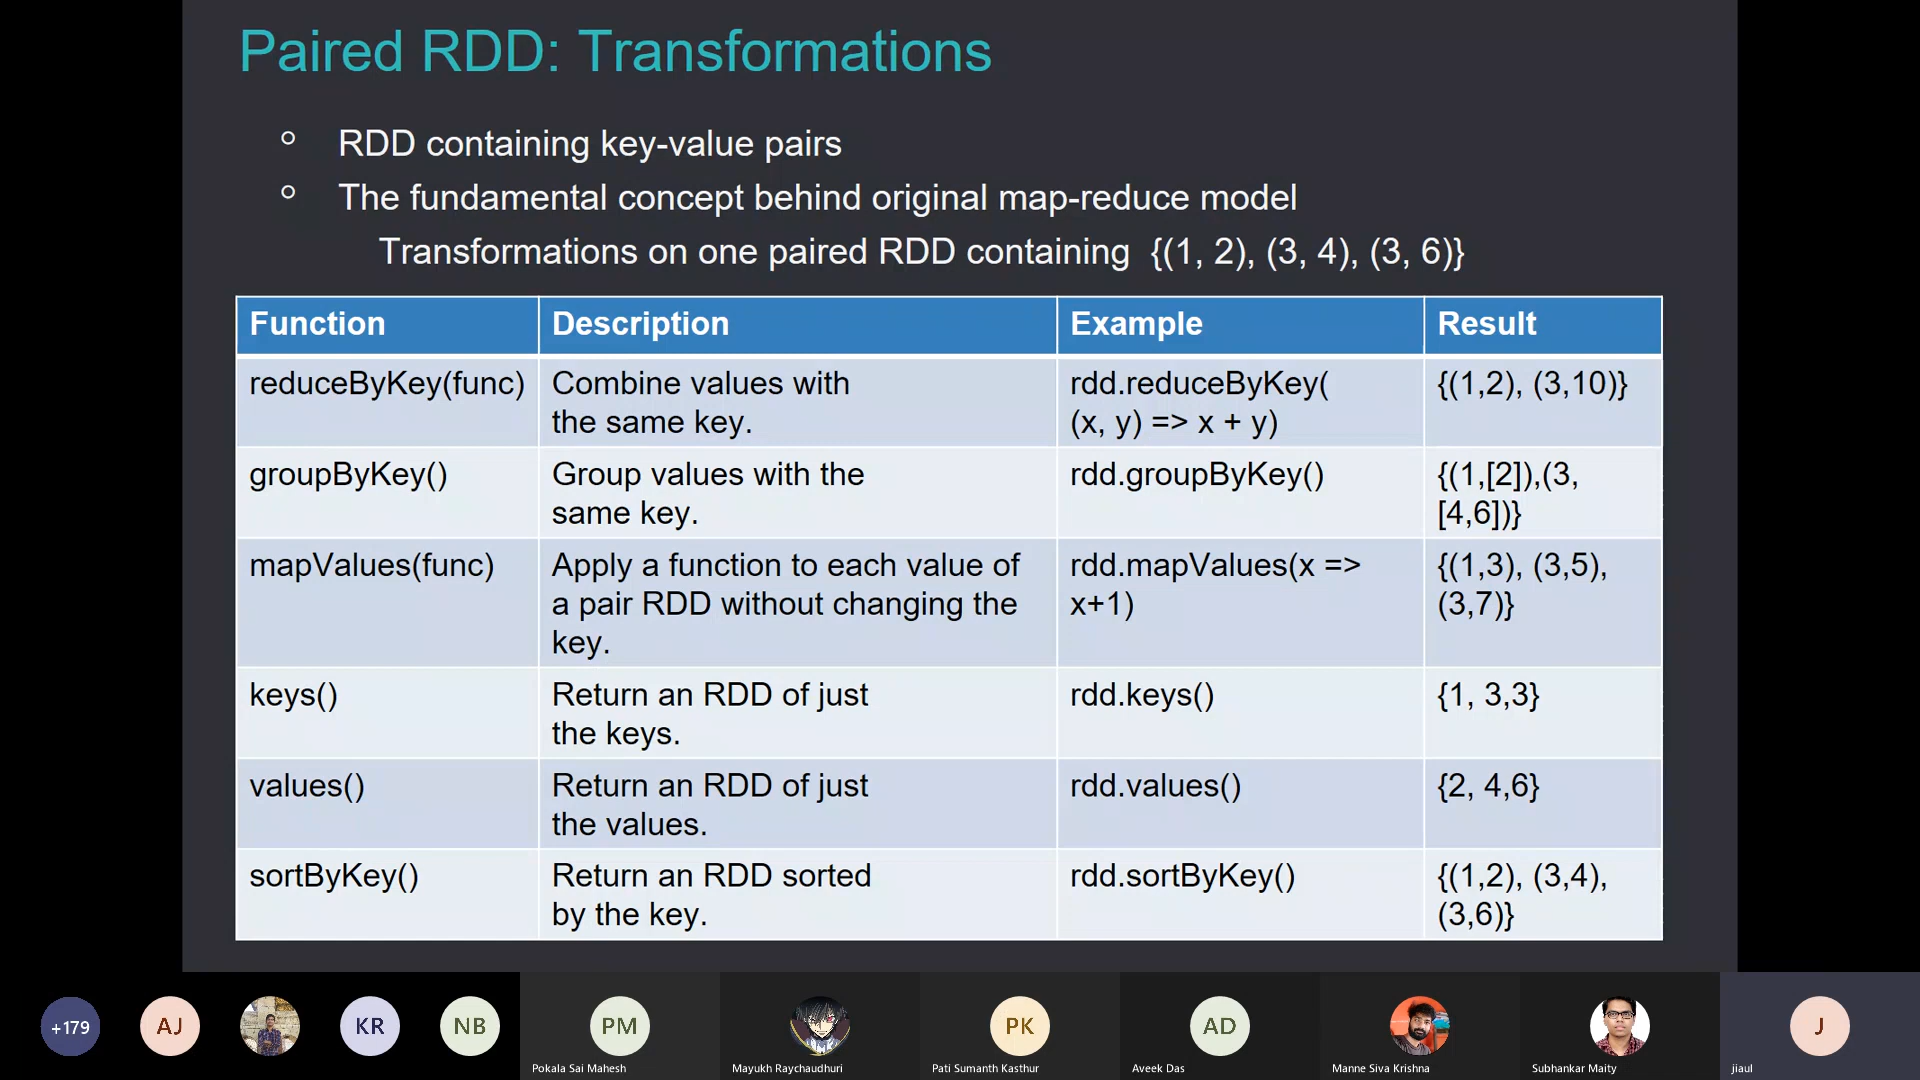 Paired RDD: Transformations
RDD containing key-value pairs
The fundamental concept behind original map-reduce model
Transformations on one paired RDD containing {(1, 2), (3, 4), (3, 6)}
Function Description Example Result
reduceByKey(func) Combine values with rdd.reduceByKey( {(1,2), (3,10)}
the same key. (x, y) => x + y)
groupByKey() Group values with the rdd.groupByKey() {(1,[2]),(3,
same key. [4,6])}
mapValues(func) Apply a function to each value of rdd.mapValues(x => {(1,3), (3,5),
a pair RDD without changing the x+1) (3,7)}
key.
keys() Return an RDD of just rdd.keys() {1, 3,3}
the keys.
values() Return an RDD of just rdd.values() {2, 4,6}
the values.
sortByKey() Return an RDD sorted rdd.sortByKey() {(1,2), (3,4),
by the key. (3,6)}
+179 AJ KR NB PM PK AD J
Pokala Sai Mahesh Mayukh Raychaudhuri Pati Sumanth Kasthur Aveek Das Manne Siva Krishna Subhankar Maity jiaul